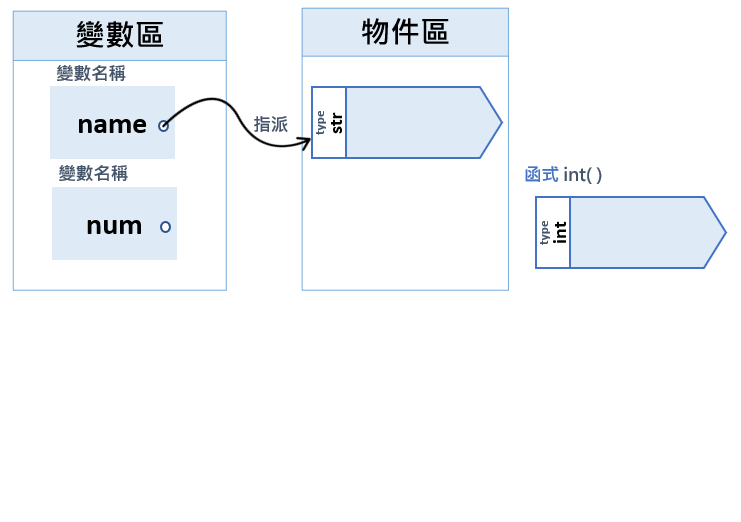 變數區
物件區
變數名稱
name
指派
type
str
變數名稱
num
函式 int( )
type
int